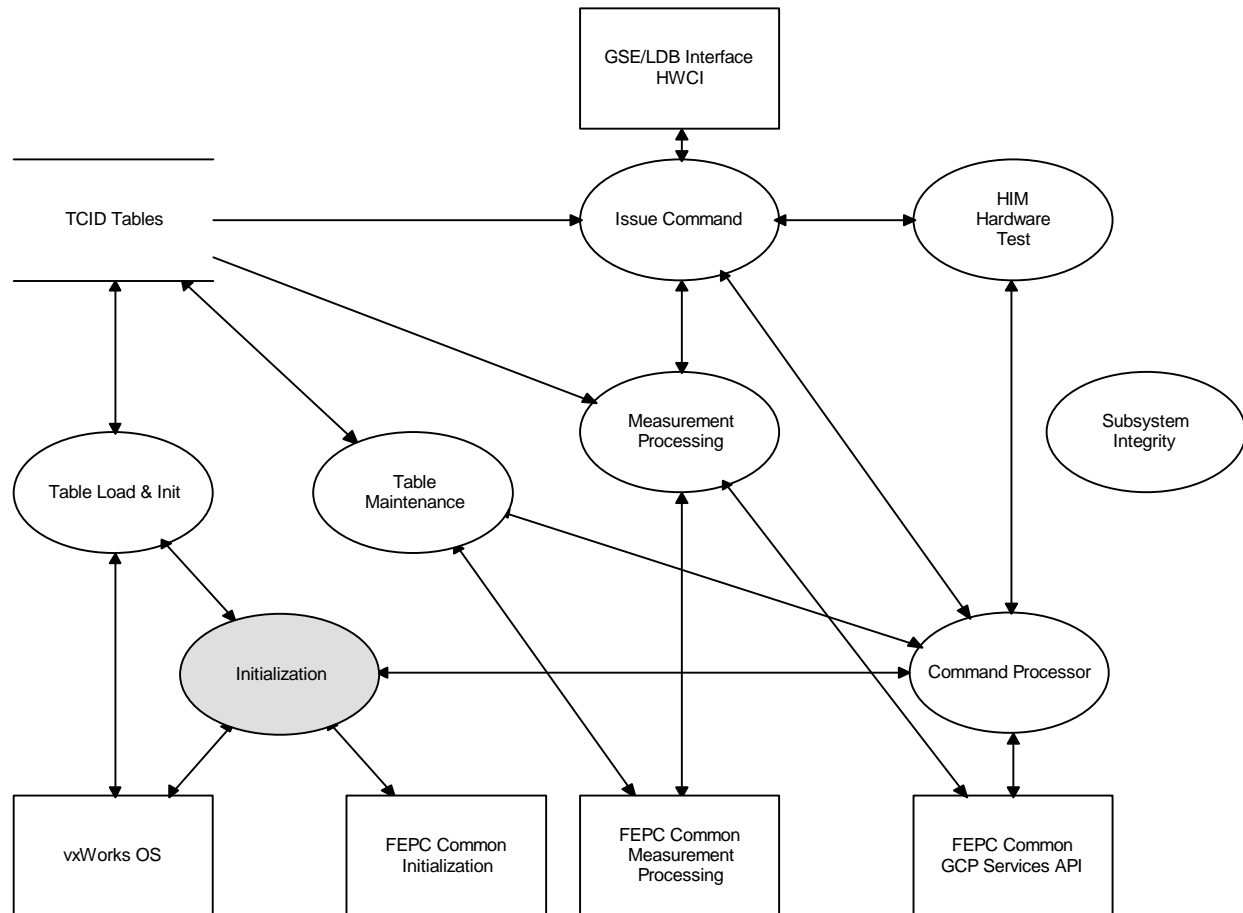 GSE/LDB Interface
HWCI
TCID Tables
Issue Command
HIM
Hardware
Test
Measurement
Processing
Subsystem
Integrity
Table Load & Init
Table
Maintenance
Initialization
Command Processor
vxWorks OS
FEPC Common
Initialization
FEPC Common
Measurement
Processing
FEPC Common
GCP Services API